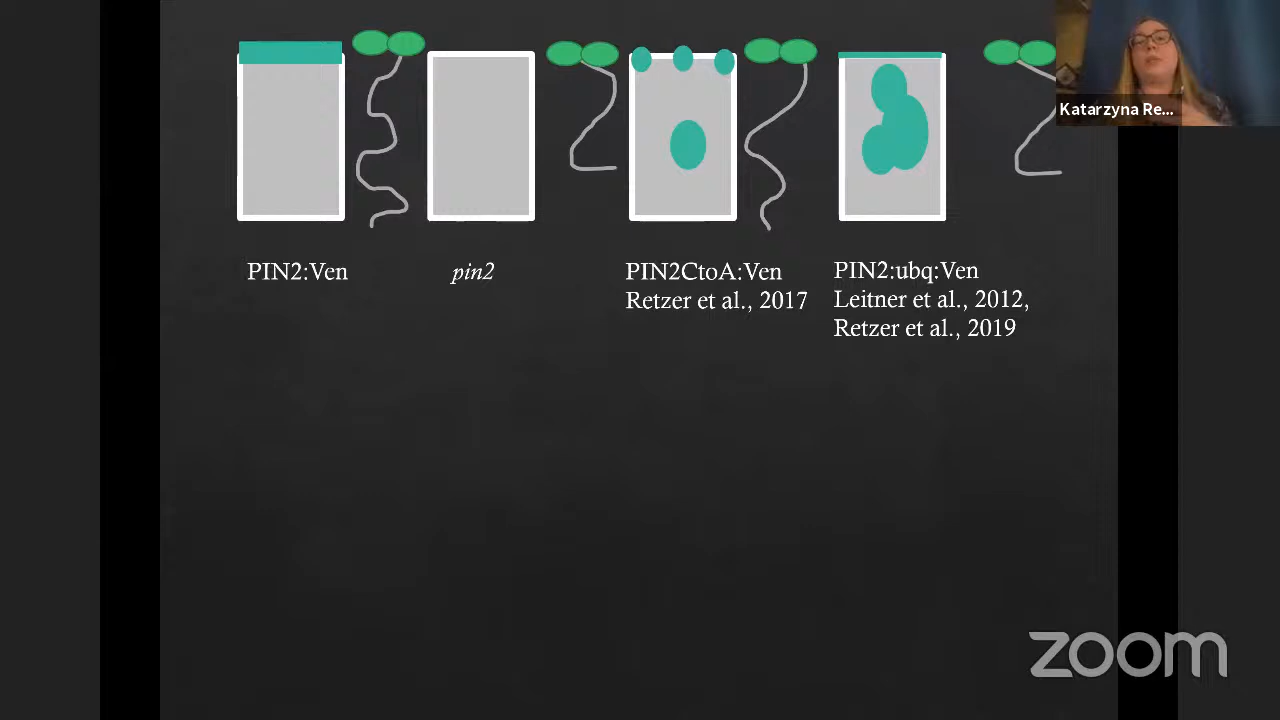 Katarzyna Re...
PIN2:Ven
pin2
PIN2CtoA:Ven
Retzer et al., 2017
PIN2:ubq:Ven
Leitner et al., 2012,
Retzer et al., 2019
zoom